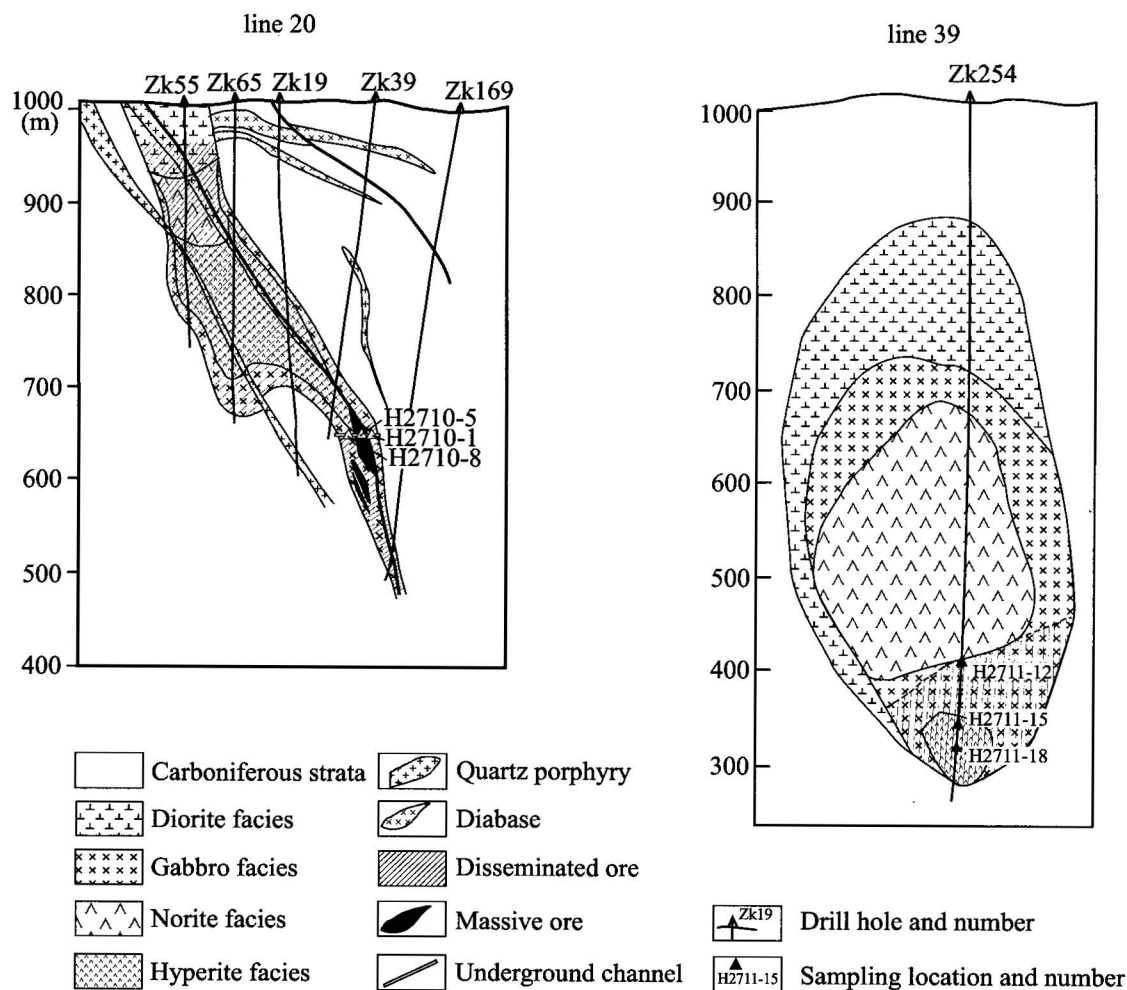 line 20
line 39
Zk55 Zk65 Zk19 Zk39 Zk169
Zk254
1000
(m)
900
800
700
600
500
400
H2710-5
H2710-1
H2710-8
1000
900
800
700
600
500
400
300
H2711-12
H2711-15
H2711-18
Carboniferous strata
Quartz porphyry
Diorite facies
Diabase
Gabbro facies
Disseminated ore
Norite facies
Massive ore
Zk19 Drill hole and number
Hyperite facies
Underground channel
H2711-15 Sampling location and number